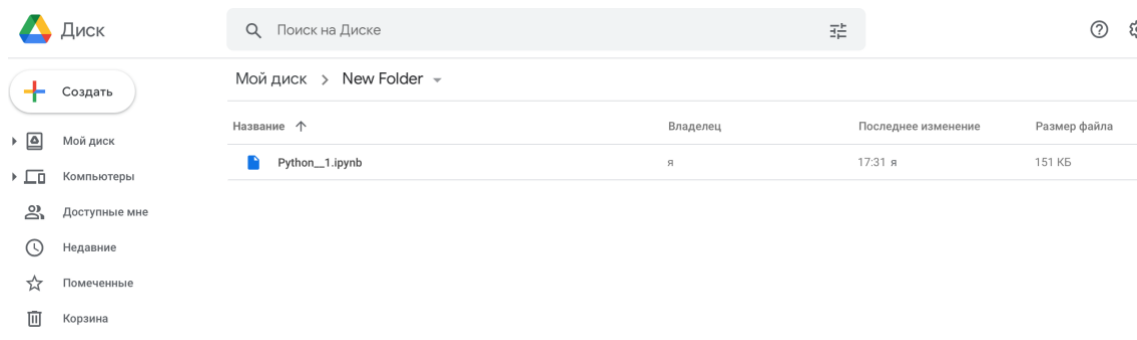 Диск
Поиск на Диске
Создать
Мой диск
Компьютеры
Доступные мне
Недавние
Помеченные
Корзина
Мой диск > New Folder
Название Владелец Последнее изменение Размер файла
Python__1.ipynb я 17:31 я 151 КБ